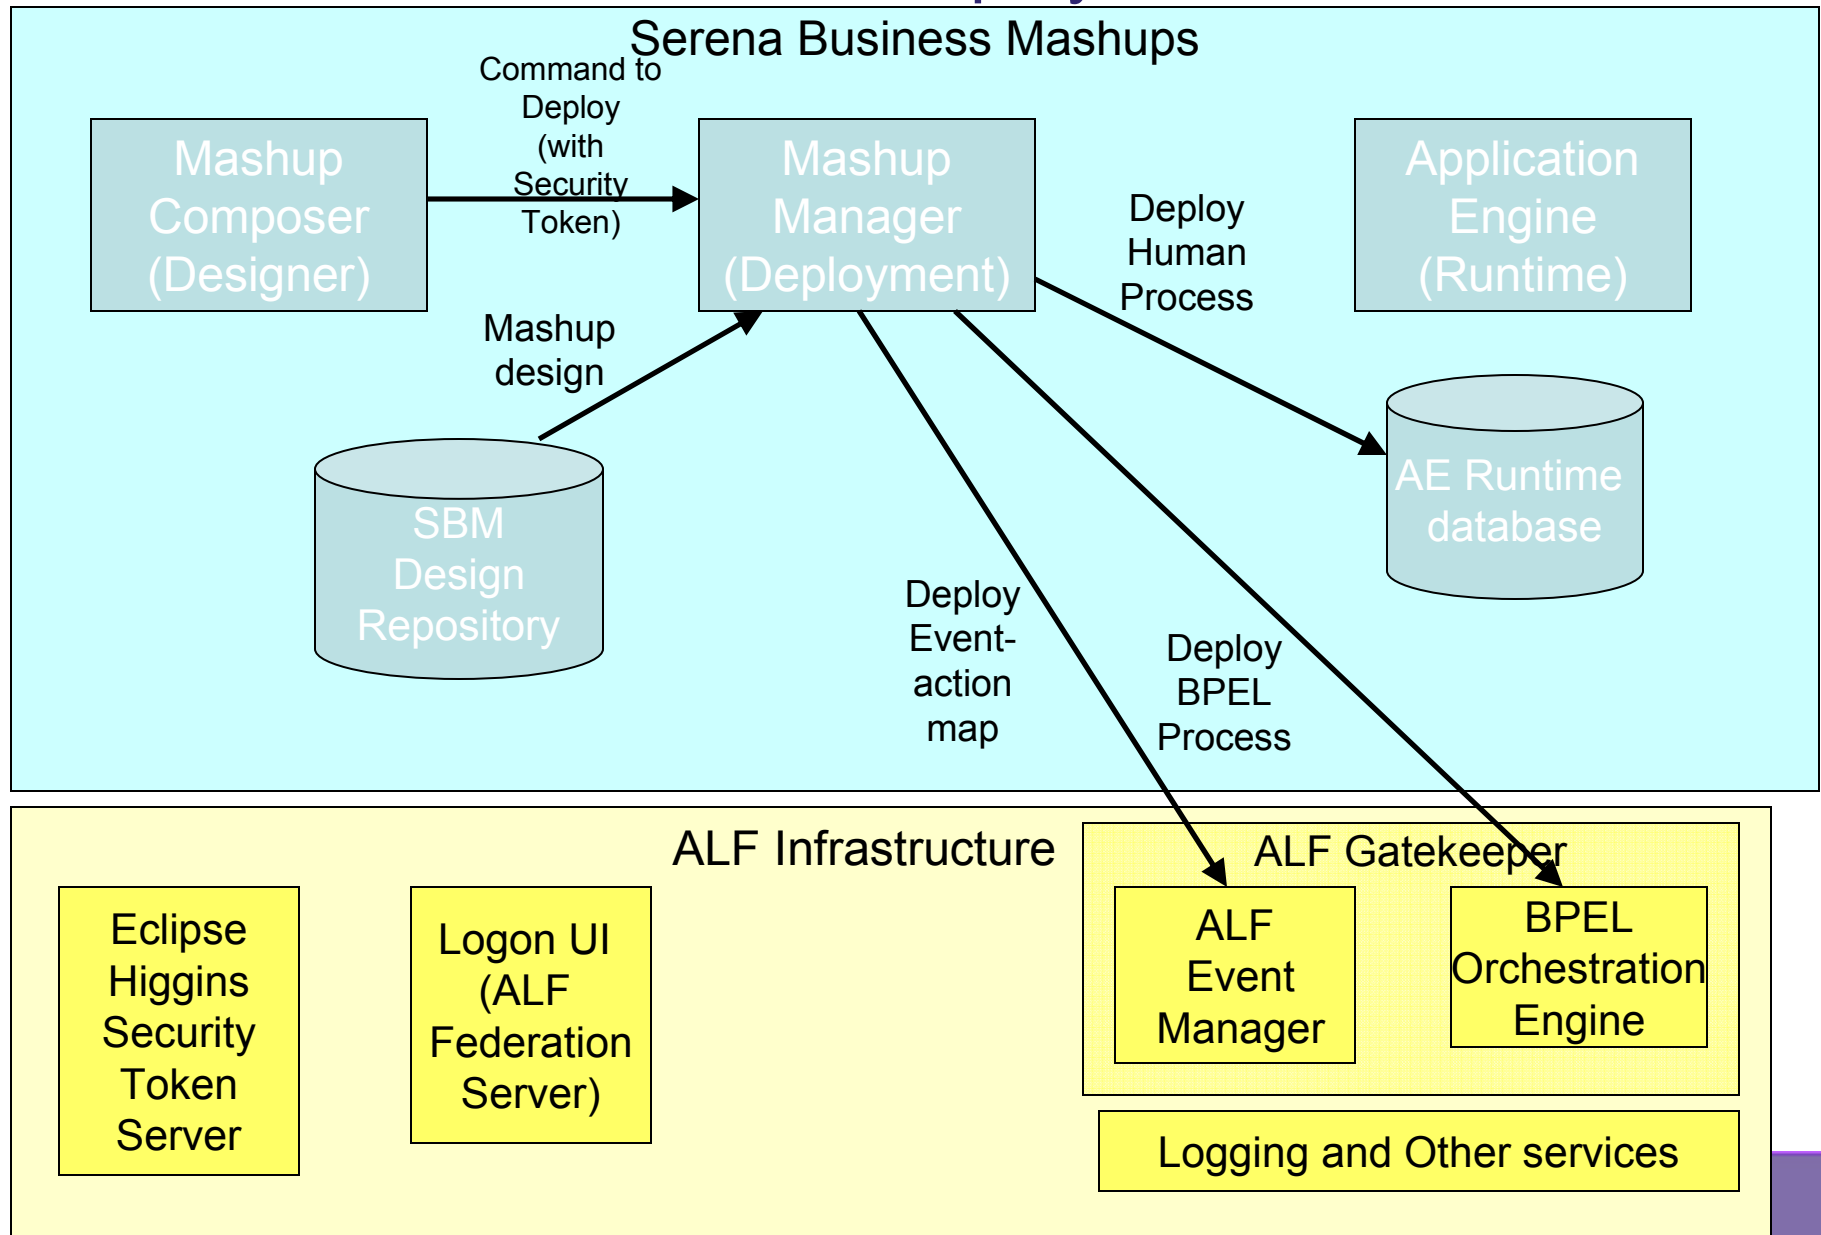 Serena Business Mashups
Command to
Deploy
(with
Security
Token)
Mashup
Composer
(Designer)
Mashup
Manager
(Deployment)
Application
Engine
(Runtime)
Deploy
Human
Process
Mashup
design
SBM
Design
Repository
AE Runtime
database
Deploy
Event-
action
map
Deploy
BPEL
Process
ALF Infrastructure
ALF Gatekeeper
Eclipse
Higgins
Security
Token
Server
Logon UI
(ALF
Federation
Server)
ALF
Event
Manager
BPEL
Orchestration
Engine
Logging and Other services